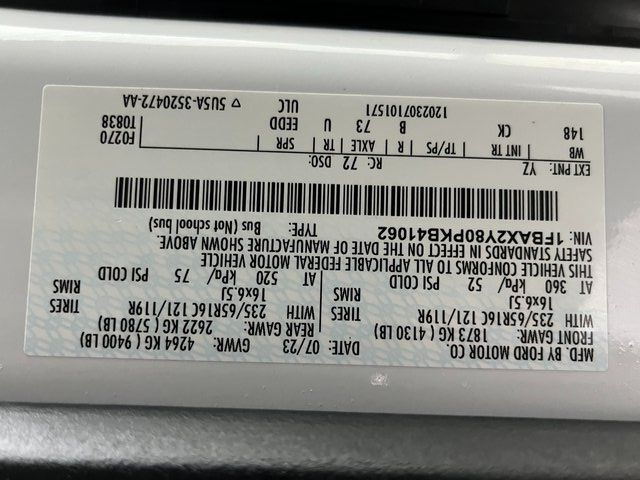 MFD. BY FORD MOTOR CO.
DATE: 07/23 GVWR: 4264 KG ( 9400 LB)
FRONT GAWR: 1873 KG ( 4130 LB) REAR GAWR: 2622 KG ( 5780 LB)
WITH 235/65R16C 121/119R TIRES WITH 235/65R16C 121/119R TIRES
16x6.5J RIMS 16x6.5J RIMS
AT 360 kPa/ 52 PSI COLD AT 520 kPa/ 75 PSI COLD
THIS VEHICLE CONFORMS TO ALL APPLICABLE FEDERAL MOTOR VEHICLE
SAFETY STANDARDS IN EFFECT ON THE DATE OF MANUFACTURE SHOWN ABOVE.
VIN: 1FBAX2Y80PKB41062 TYPE: Bus (Not school bus)
EXT PNT: YZ RC: 72 DSO: F0270
WB INT TR TP/PS R AXLE TR SPR T0838
148 CK B 73 U EEDD
1202307101571 ULC ▽ 5U5A-3520472-AA